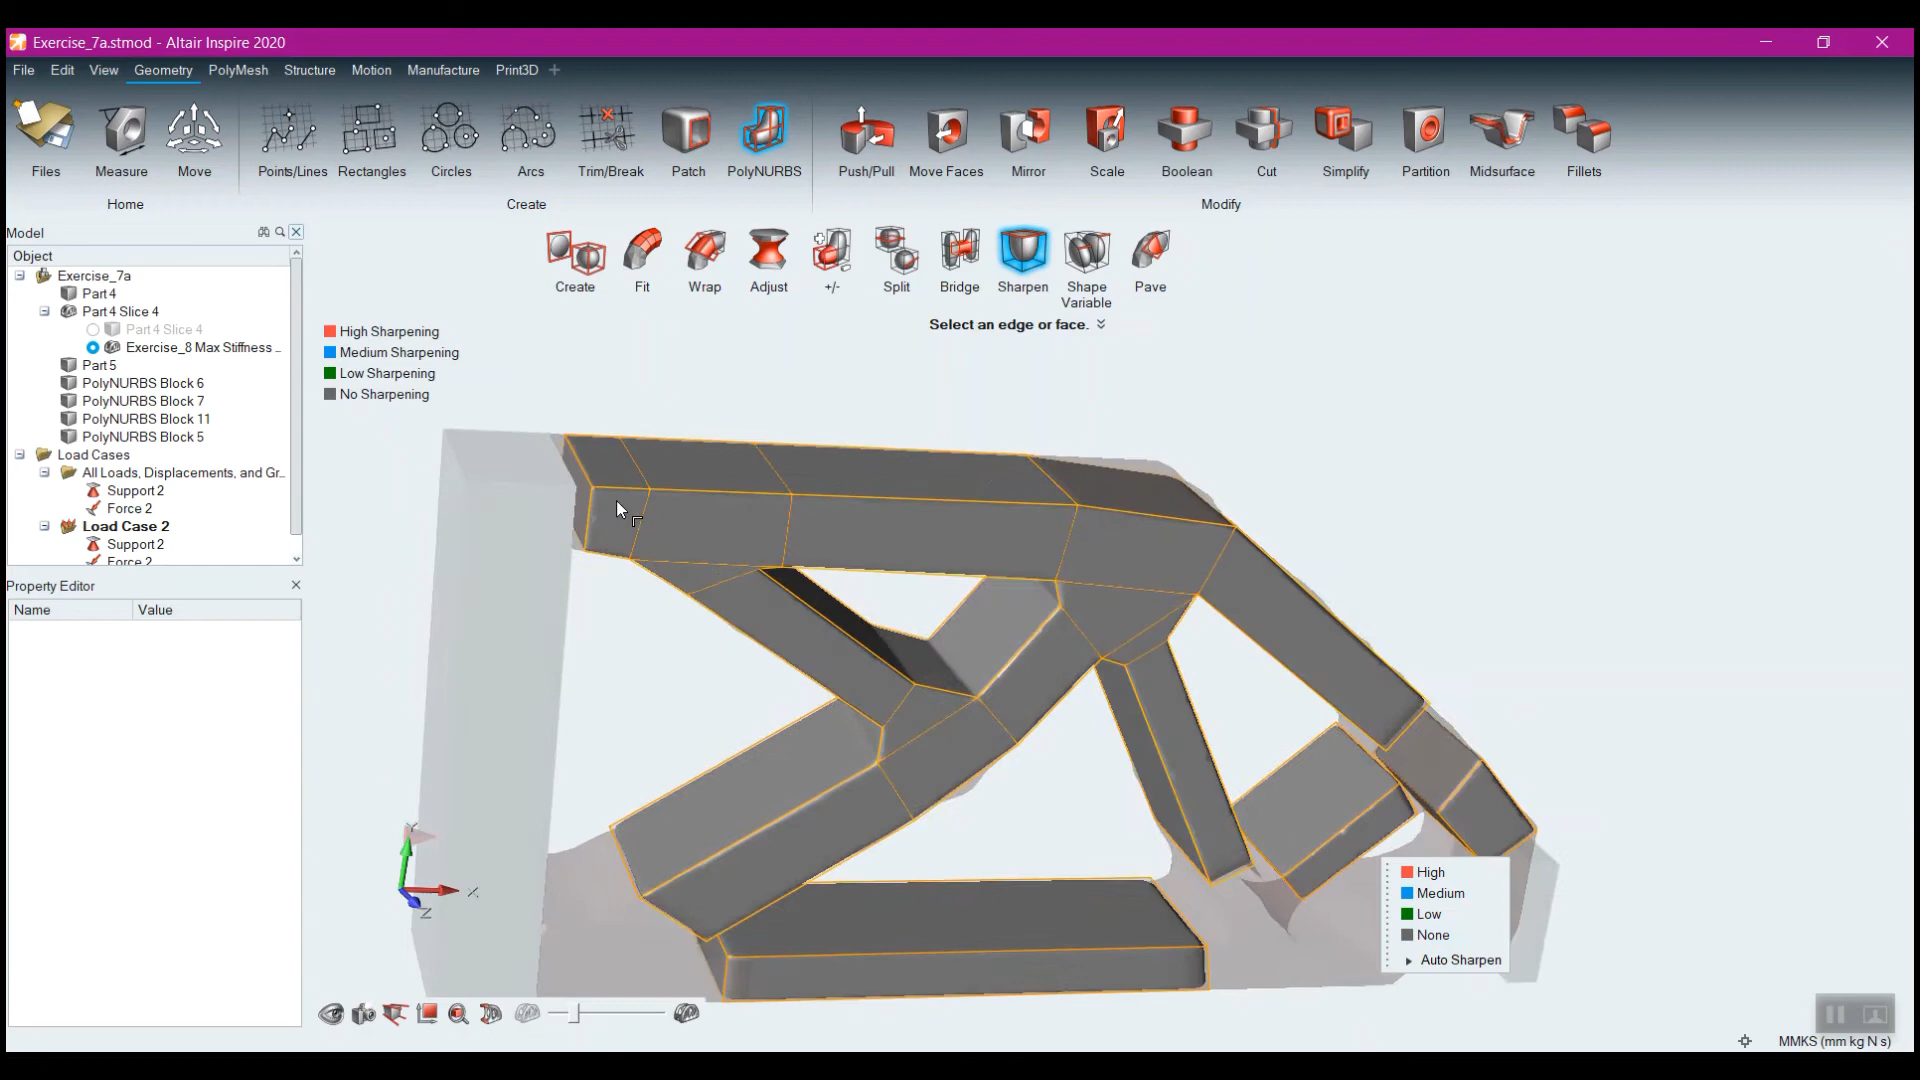 Exercise_7a.stmod - Altair Inspire 2020
File Edit View Geometry PolyMesh Structure Motion Manufacture Print3D +
Files Measure Move Points/Lines Rectangles Circles Arcs Trim/Break Patch PolyNURBS Push/Pull Move Faces Mirror Scale Boolean Cut Simplify Partition Midsurface Fillets
Home Create Modify
Model
Object
Exercise_7a
Part 4
Part 4 Slice 4
Part 4 Slice 4
Exercise_8 Max Stiffness ..
Part 5
PolyNURBS Block 6
PolyNURBS Block 7
PolyNURBS Block 11
PolyNURBS Block 5
Load Cases
All Loads, Displacements, and Gr..
Support 2
Force 2
Load Case 2
Support 2
Force 2
Property Editor
Name Value
Create Fit Wrap Adjust +/- Split Bridge Sharpen Shape Variable Pave
Select an edge or face.
High Sharpening
Medium Sharpening
Low Sharpening
No Sharpening
High
Medium
Low
None
Auto Sharpen
Y
X
Z
MMKS (mm kg N s)